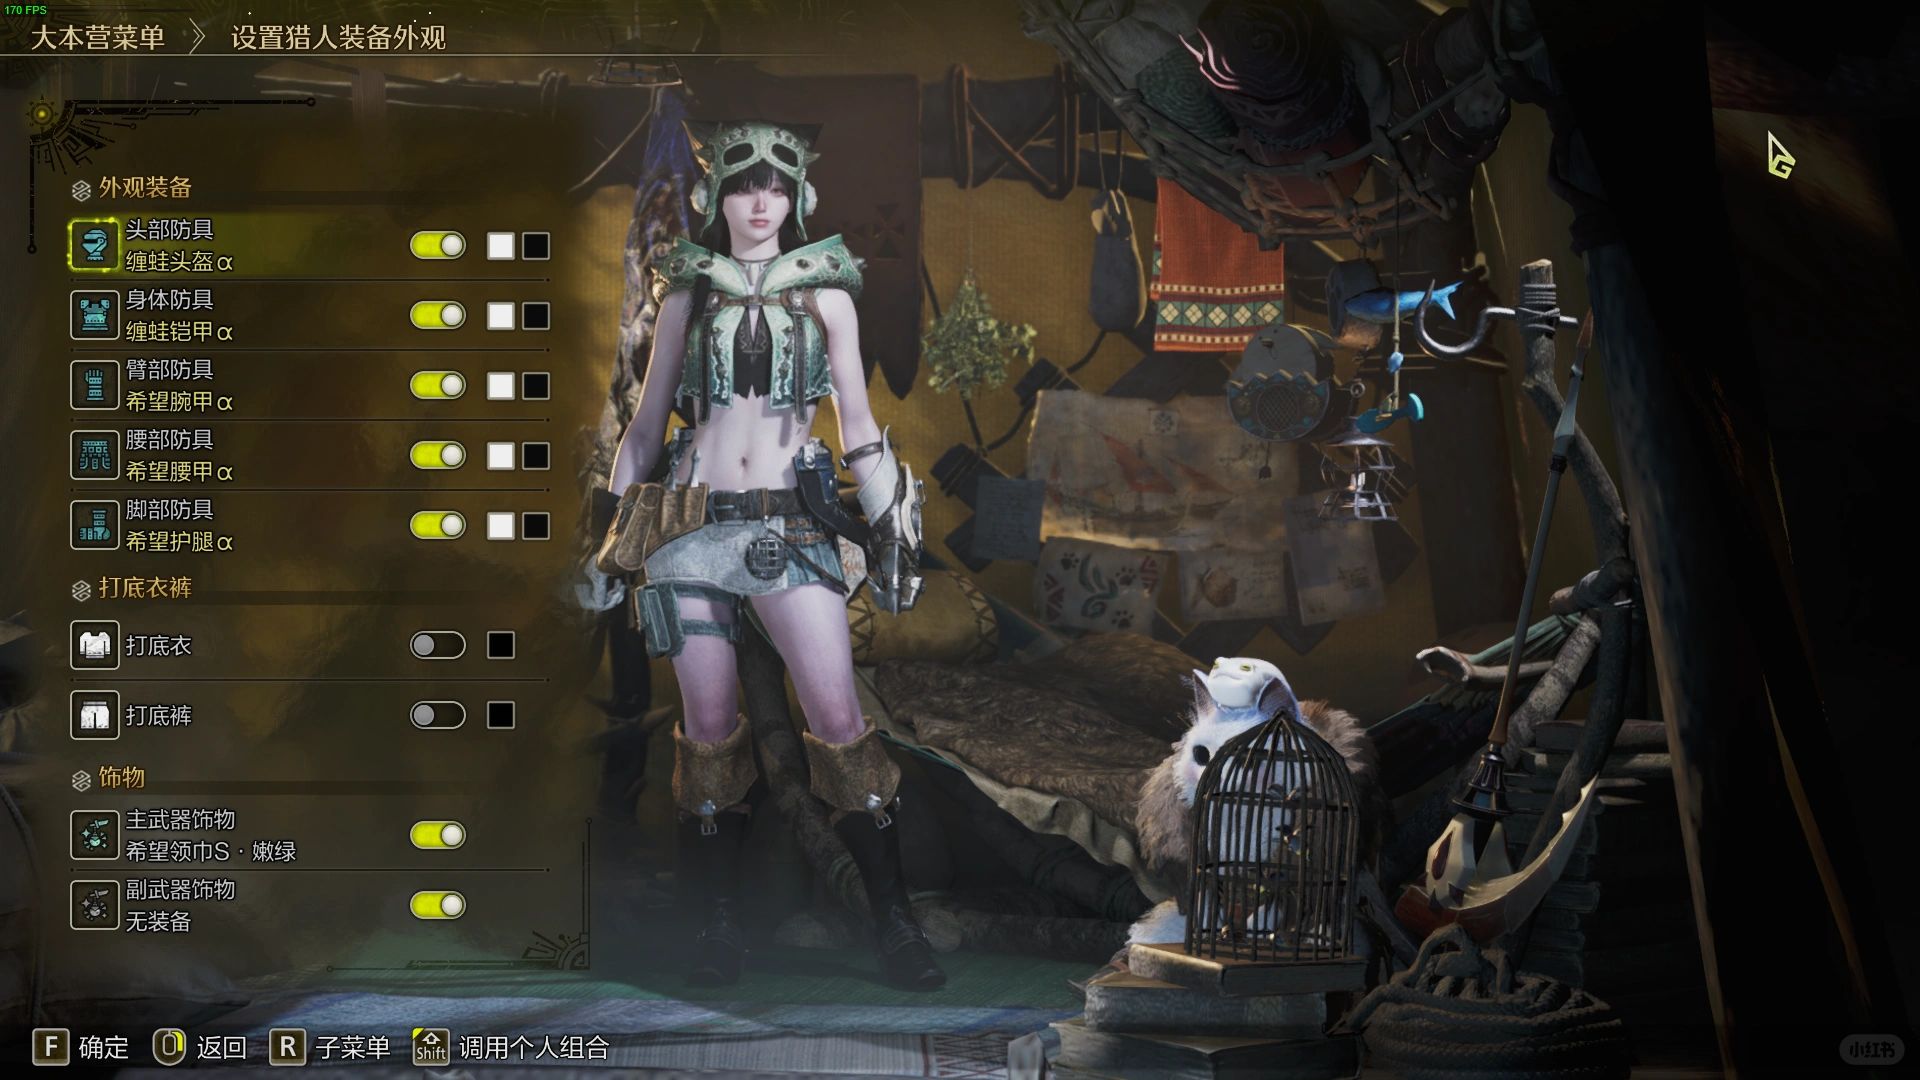 170 FPS
大本营菜单 > 设置猎人装备外观
外观装备
头部防具
缠蛙头盔α
身体防具
缠蛙铠甲α
臂部防具
希望腕甲α
腰部防具
希望腰甲α
脚部防具
希望护腿α
打底衣裤
打底衣
打底裤
饰物
主武器饰物
希望领巾S・嫩绿
副武器饰物
无装备
F 确定 返回 R 子菜单 Shift 调用个人组合
小红书